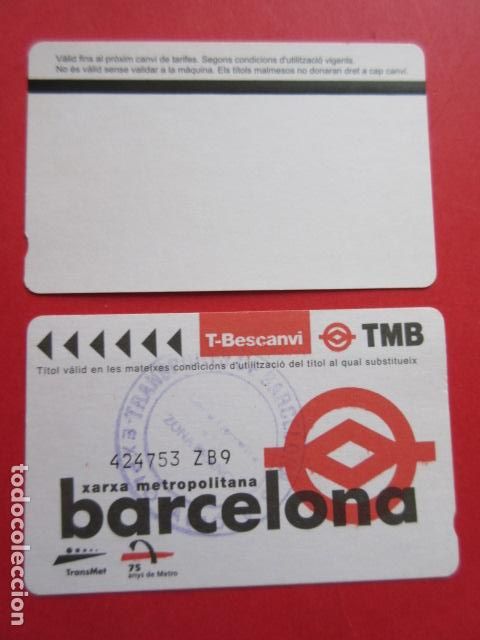 Vàlid fins al pròxim canvi de tarifes. Segons condicions d'utilització vigents.
No és vàlid sense validar a la màquina. Els títols malmesos no donaran dret a cap canvi.
T-Bescanvi TMB
Títol vàlid en les mateixes condicions d'utilització del títol al qual substitueix
424753 ZB9
xarxa metropolitana
barcelona
TransMet
75
anys de Metro
todocoleccion